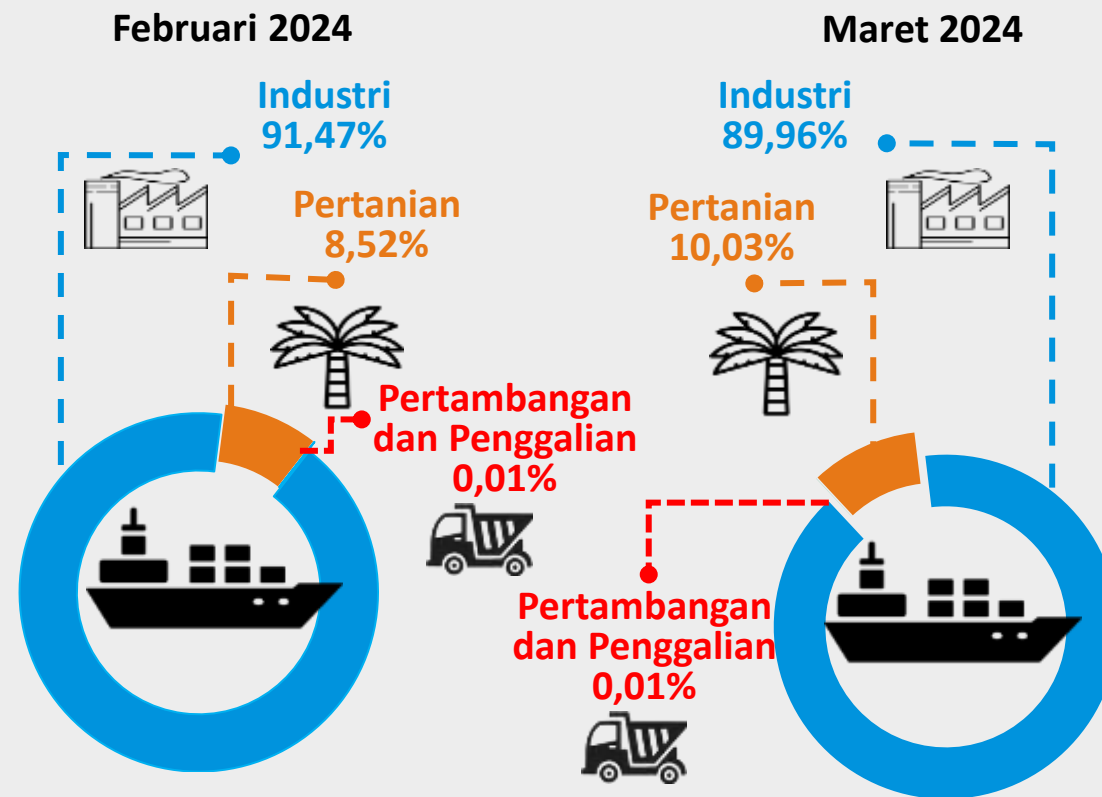 Februari 2024
Industri
91,47%
Pertanian
8,52%
Pertambangan
dan Penggalian
0,01%
Maret 2024
Industri
89,96%
Pertanian
10,03%
Pertambangan
dan Penggalian
0,01%